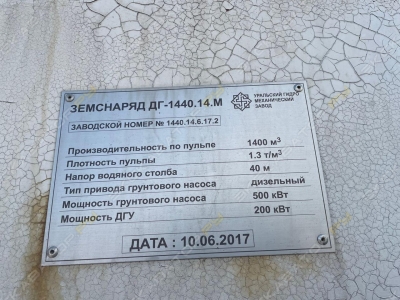 ЗЕМСНАРЯД ДГ-1440.14.М
УРАЛЬСКИЙ ГИДРО
МЕХАНИЧЕСКИЙ
ЗАВОД
ЗАВОДСКОЙ НОМЕР № 1440.14.6.17.2
Производительность по пульпе 1400 м³
Плотность пульпы 1.3 т/м³
Напор водяного столба 40 м
Тип привода грунтового насоса дизельный
Мощность грунтового насоса 500 кВт
Мощность ДГУ 200 кВт
ДАТА : 10.06.2017